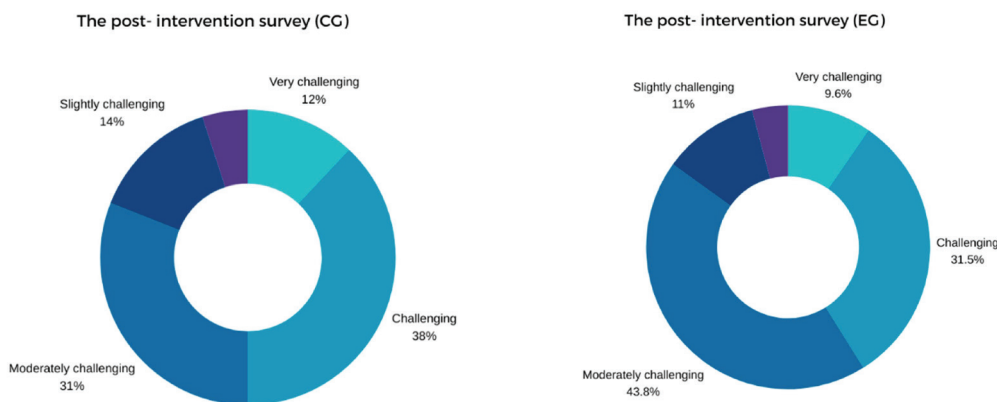 The post- intervention survey (CG)
Very challenging
12%
Slightly challenging
14%
Challenging
38%
Moderately challenging
31%
The post- intervention survey (EG)
Very challenging
9.6%
Slightly challenging
11%
Challenging
31.5%
Moderately challenging
43.8%